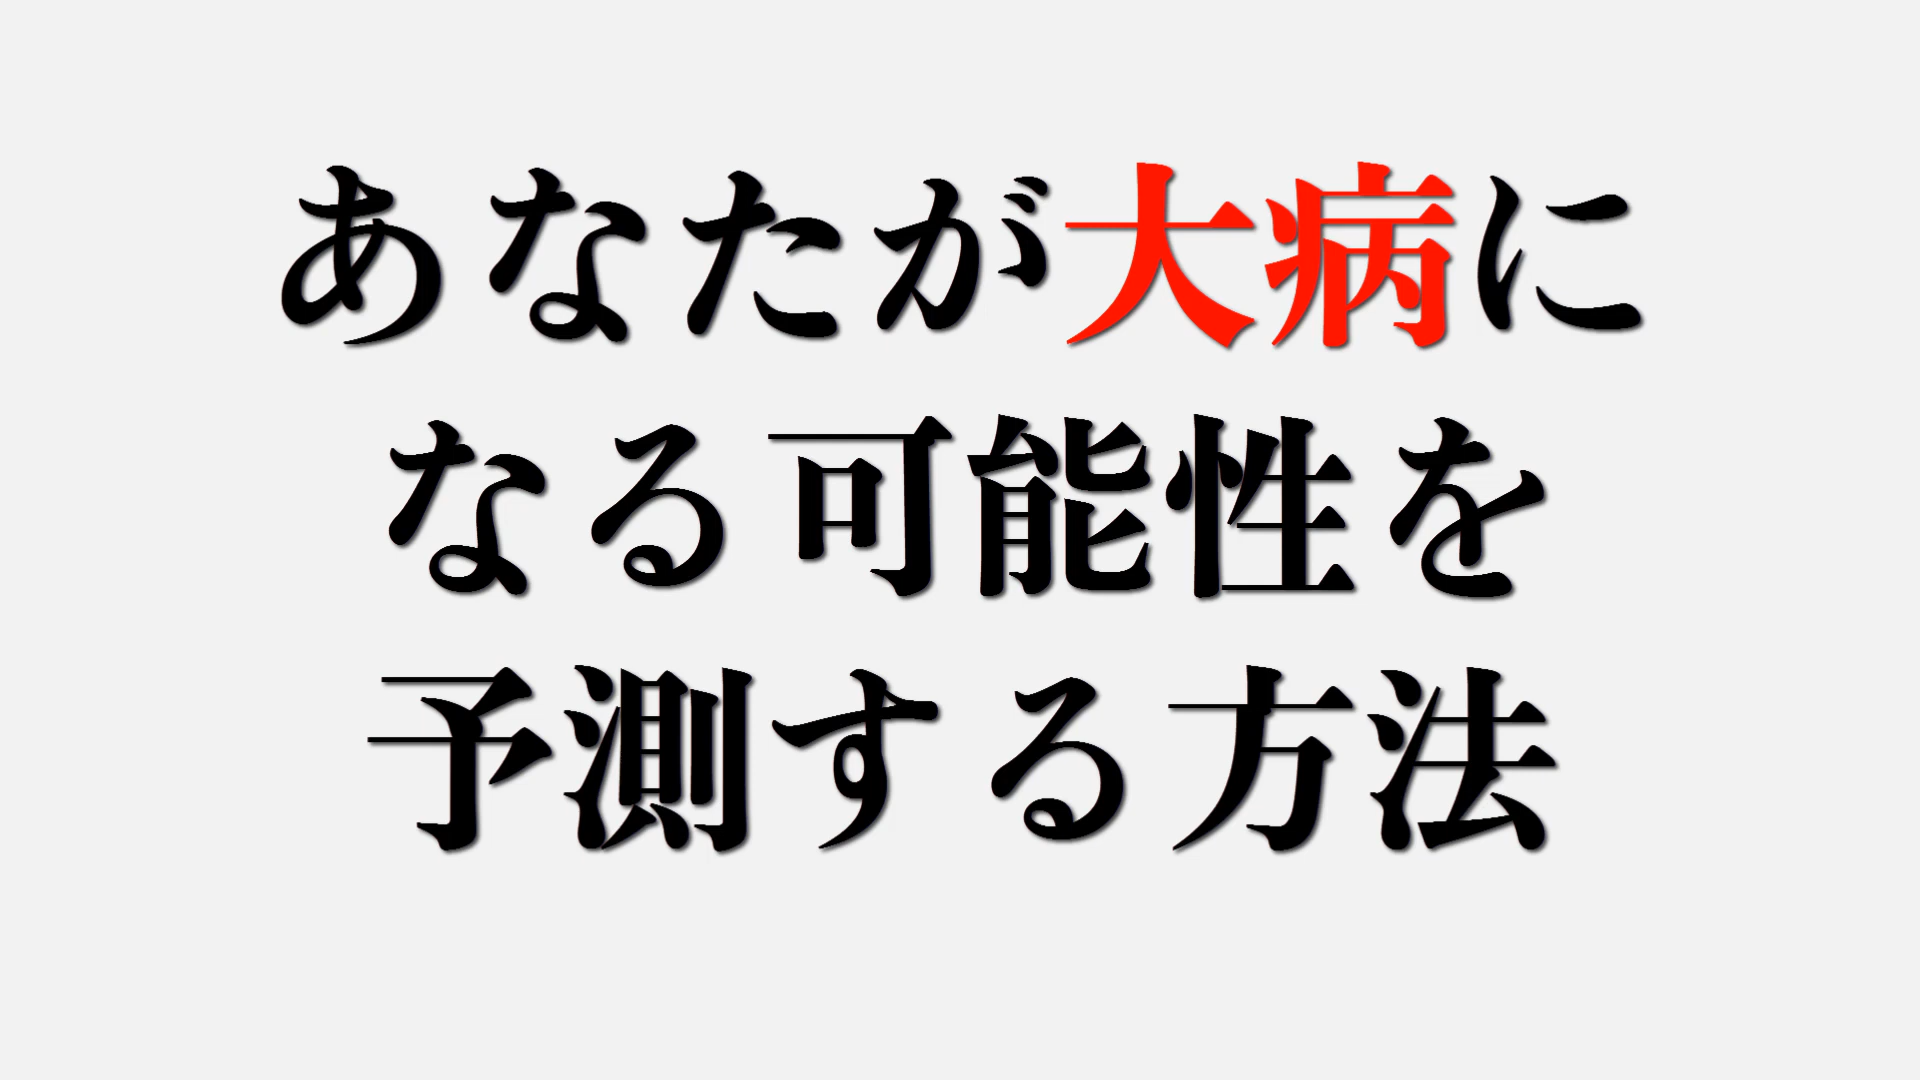 あなたが大病に
なる可能性を
予測する方法